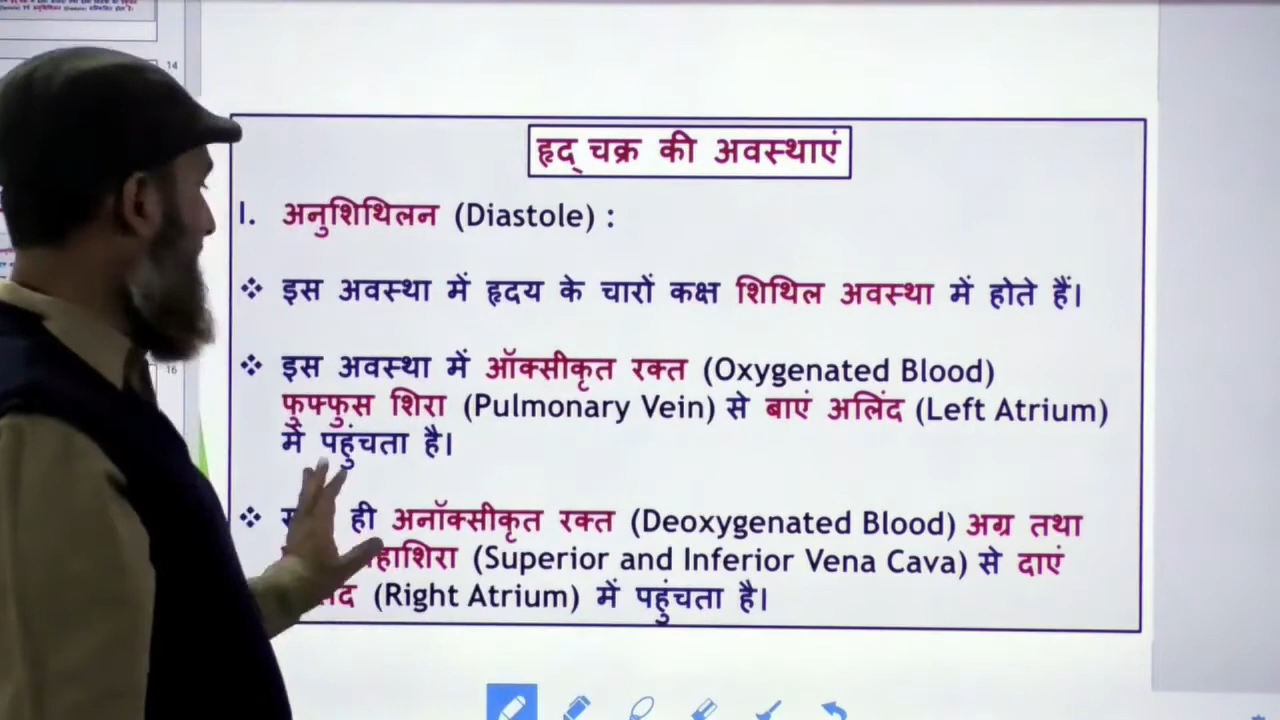 14
हृद् चक्र की अवस्थाएं
I. अनुशिथिलन (Diastole) :
❖ इस अवस्था में हृदय के चारों कक्ष शिथिल अवस्था में होते हैं।
❖ इस अवस्था में ऑक्सीकृत रक्त (Oxygenated Blood)
फुफ्फुस शिरा (Pulmonary Vein) से बाएं अलिंद (Left Atrium)
में पहुंचता है।
❖ ही अनॉक्सीकृत रक्त (Deoxygenated Blood) अग्र तथा
(Superior and Inferior Vena Cava) से दाएं
(Right Atrium) में पहुंचता है।
16